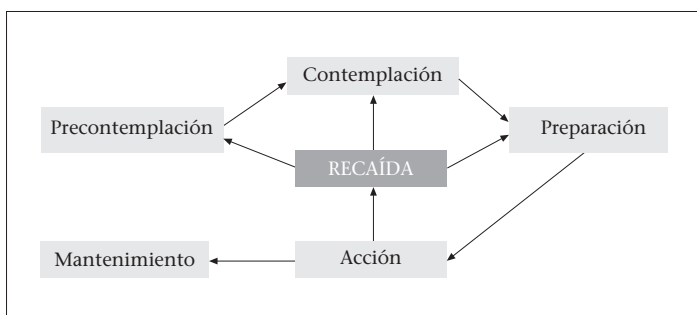 Contemplación
Precontemplación
Preparación
RECAÍDA
Mantenimiento
Acción